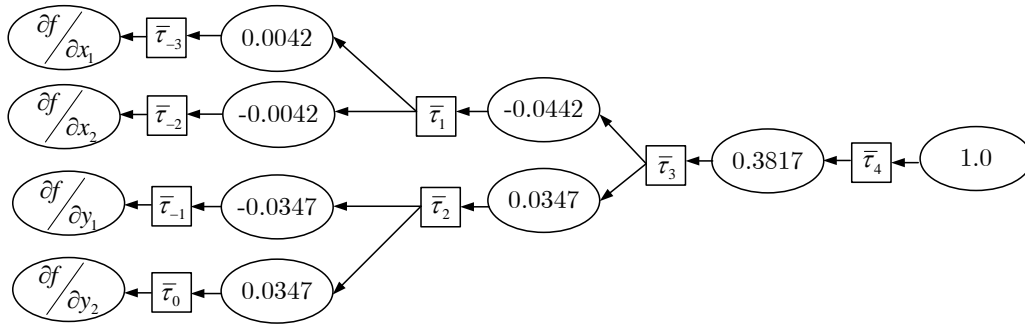 ∂f/∂x₁ τ̅₋₃ 0.0042
∂f/∂x₂ τ̅₋₂ -0.0042 τ̅₁ -0.0442
τ̅₃ 0.3817 τ̅₄ 1.0
∂f/∂y₁ τ̅₋₁ -0.0347 τ̅₂ 0.0347
∂f/∂y₂ τ̅₀ 0.0347